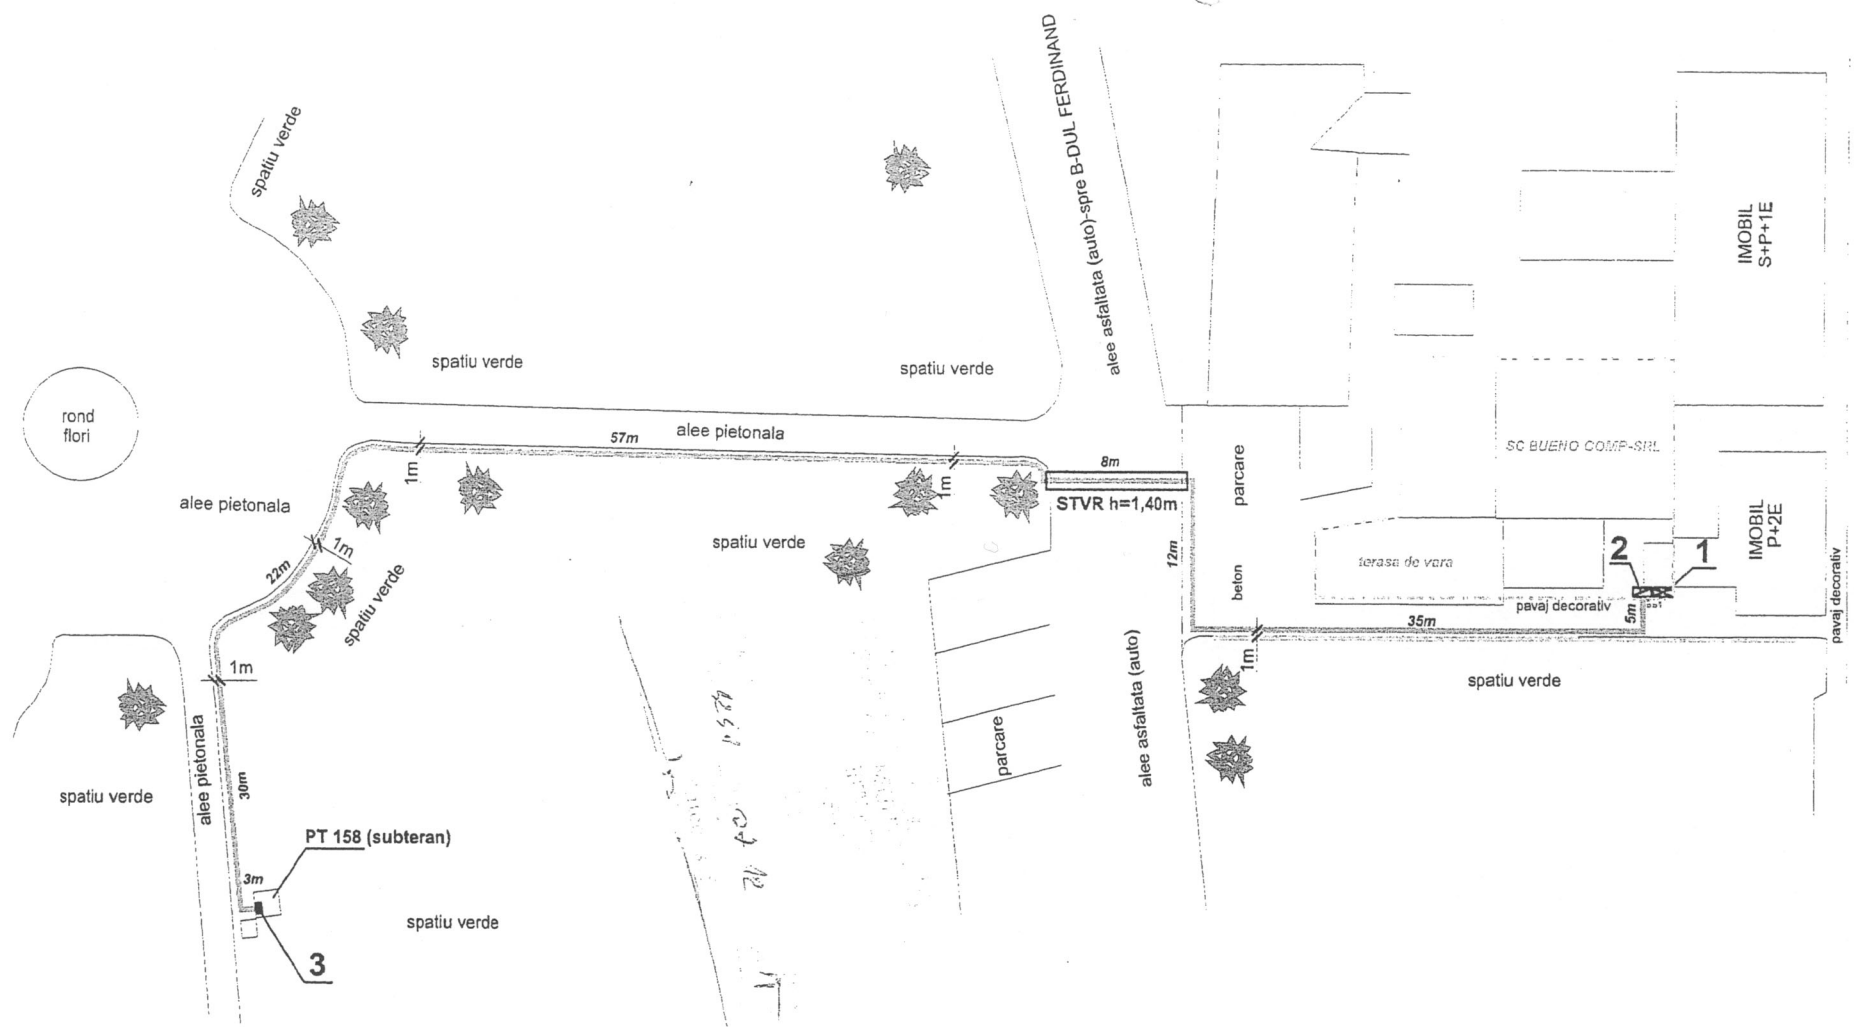 spatiu verde
alee asfaltata (auto)-spre B-DUL FERDINAND
IMOBIL
S+P+1E
spatiu verde
spatiu verde
rond
flori
57m
alee pietonala
1m
1m
8m
STVR h=1,40m
parcare
SC BUENO COMP-SRL
alee pietonala
1m
22m
spatiu verde
spatiu verde
12m
beton
terasa de vara
2
1
IMOBIL
P+2E
pavaj decorativ
pavaj decorativ
5m
35m
1m
1m
spatiu verde
alee pietonala
30m
spatiu verde
parcare
alee asfaltata (auto)
PT 158 (subteran)
3m
spatiu verde
3